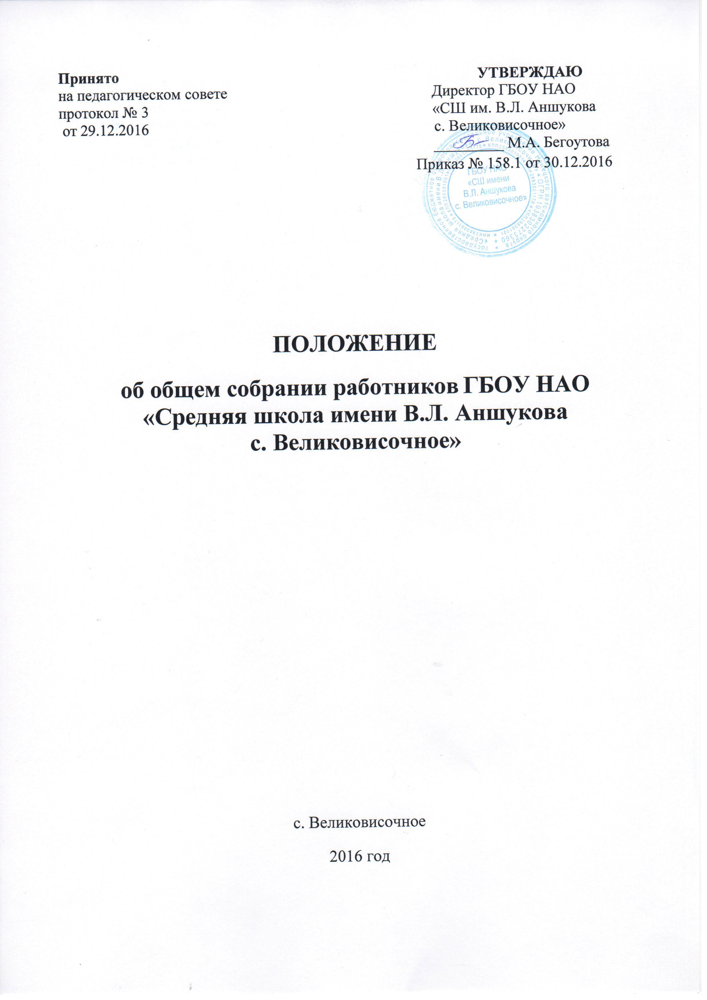 Принято
на педагогическом совете
протокол № 3
от 29.12.2016
УТВЕРЖДАЮ
Директор ГБОУ НАО
«СШ им. В.Л. Аншукова
с. Великовисочное»
М.А. Бегоутова
Приказ № 158.1 от 30.12.2016
ГБОУ НАО
«СШ имени
В.Л. Аншукова
с. Великовисочное»
ПОЛОЖЕНИЕ
об общем собрании работников ГБОУ НАО
«Средняя школа имени В.Л. Аншукова
с. Великовисочное»
с. Великовисочное
2016 год